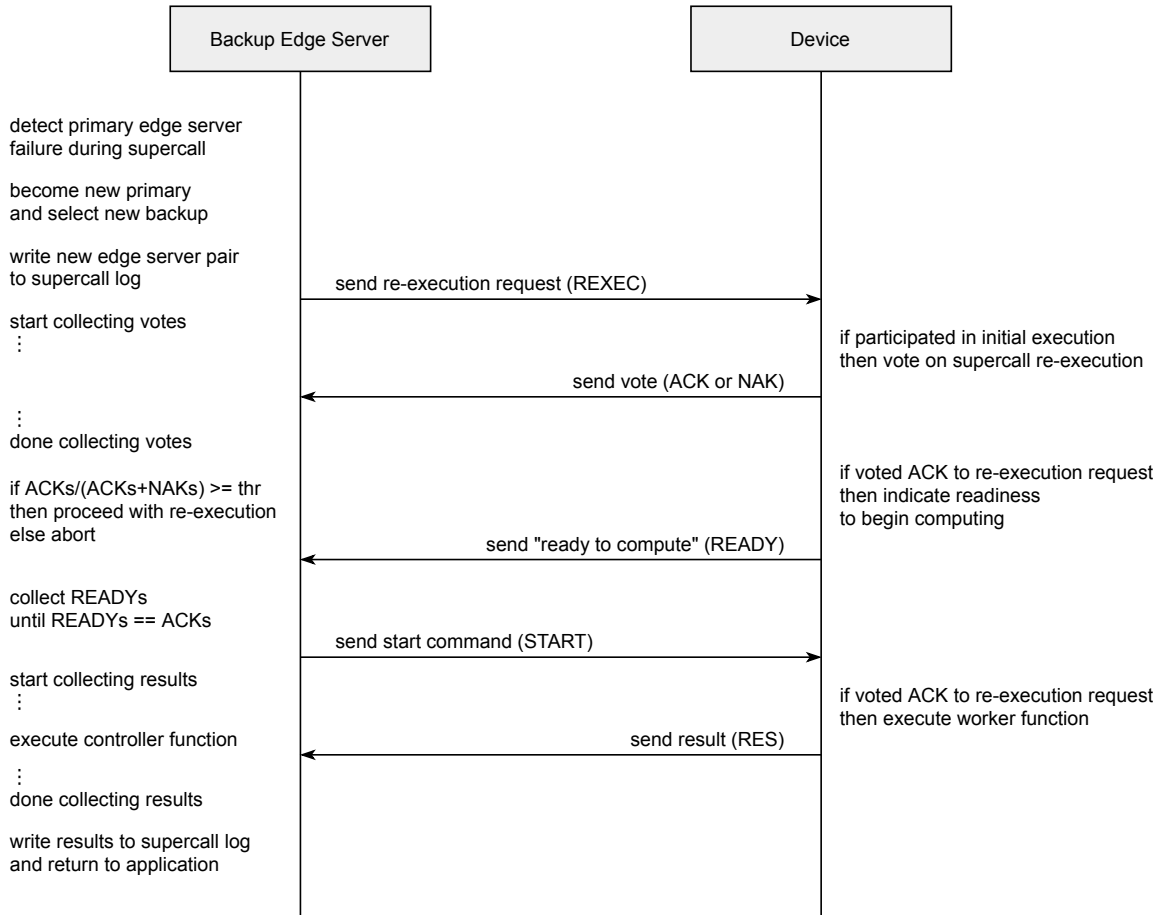 Backup Edge Server
Device
detect primary edge server
failure during supercall
become new primary
and select new backup
write new edge server pair
to supercall log
send re-execution request (REXEC)
start collecting votes
⋮
if participated in initial execution
then vote on supercall re-execution
send vote (ACK or NAK)
⋮
done collecting votes
if ACKs/(ACKs+NAKs) >= thr
then proceed with re-execution
else abort
if voted ACK to re-execution request
then indicate readiness
to begin computing
send "ready to compute" (READY)
collect READYs
until READYs == ACKs
send start command (START)
start collecting results
⋮
if voted ACK to re-execution request
then execute worker function
execute controller function
send result (RES)
⋮
done collecting results
write results to supercall log
and return to application